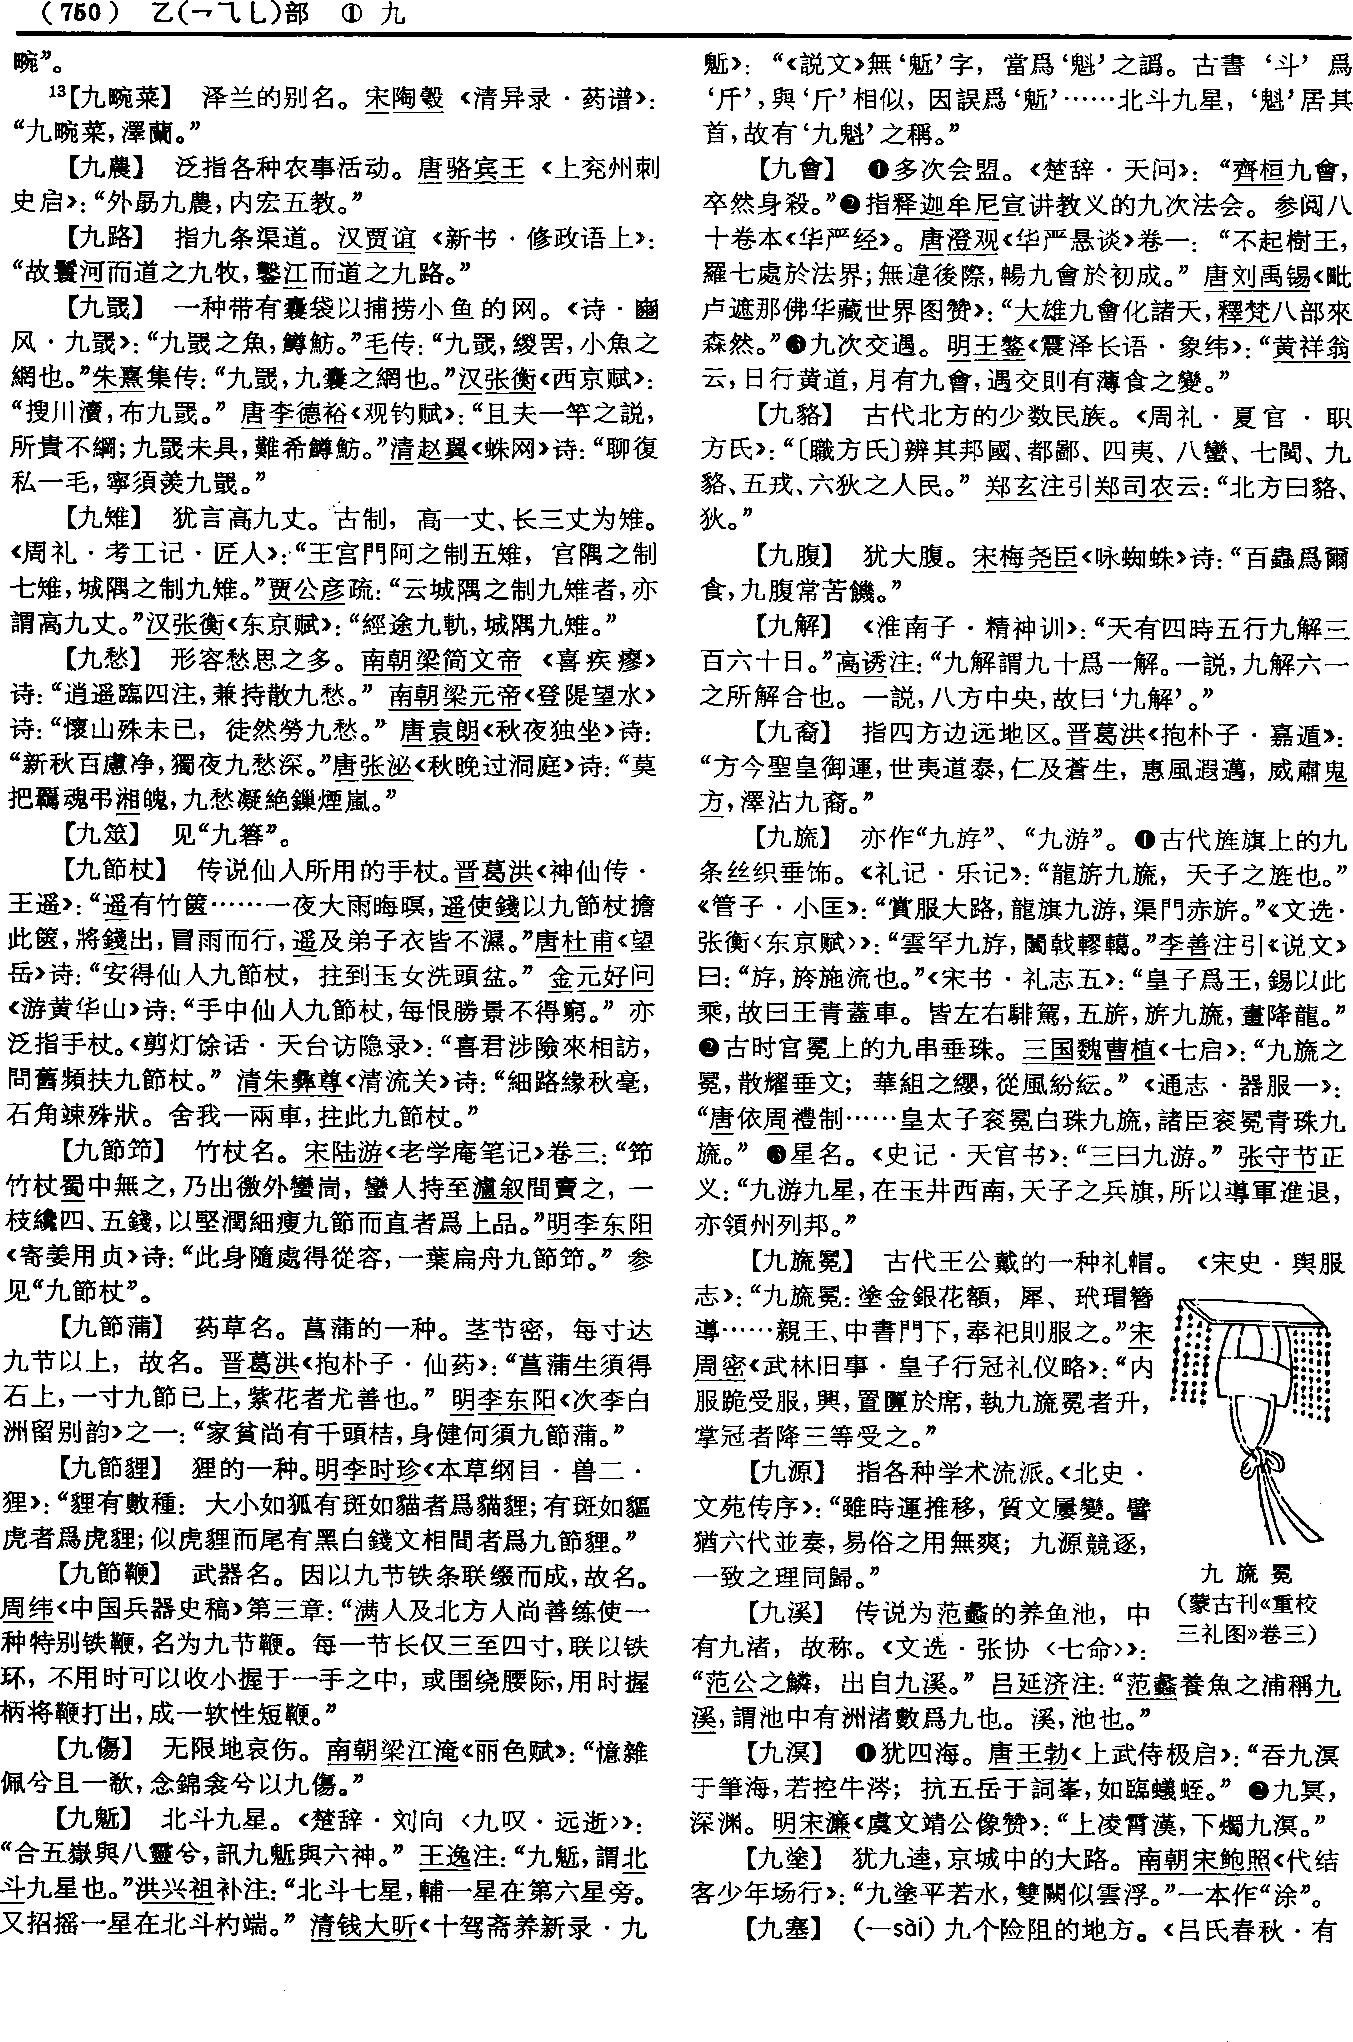 （750） 乙（㇇乁乚）部 ① 九
畹”。
¹³【九畹菜】 泽兰的别名。宋陶穀《清异录·药谱》：
“九畹菜，澤蘭。”
【九農】 泛指各种农事活动。唐骆宾王《上兖州刺
史启》：“外勗九農，内宏五教。”
【九路】 指九条渠道。汉贾谊《新书·修政语上》：
“故鬟河而道之九牧，鑿江而道之九路。”
【九罭】 一种带有囊袋以捕捞小鱼的网。《诗·豳
风·九罭》：“九罭之魚，鱒魴。”毛传：“九罭，緵罟，小魚之
網也。”朱熹集传：“九罭，九囊之網也。”汉张衡《西京赋》：
“搜川瀆，布九罭。”唐李德裕《观钓赋》：“且夫一竿之説，
所貴不綱；九罭未具，難希鱒魴。”清赵翼《蛛网》诗：“聊復
私一毛，寧須羡九罭。”
【九雉】 犹言高九丈。古制，高一丈、长三丈为雉。
《周礼·考工记·匠人》：“王宫門阿之制五雉，宫隅之制
七雉，城隅之制九雉。”贾公彦疏：“云城隅之制九雉者，亦
謂高九丈。”汉张衡《东京赋》：“經途九軌，城隅九雉。”
【九愁】 形容愁思之多。南朝梁简文帝《喜疾瘳》
诗：“逍遥臨四注，兼持散九愁。”南朝梁元帝《登隄望水》
诗：“懷山殊未已，徒然勞九愁。”唐袁朗《秋夜独坐》诗：
“新秋百慮净，獨夜九愁深。”唐张泌《秋晚过洞庭》诗：“莫
把羈魂弔湘魄，九愁凝絶鏁煙嵐。”
【九筮】 见“九簭”。
【九節杖】 传说仙人所用的手杖。晋葛洪《神仙传·
王遥》：“遥有竹篋……一夜大雨晦暝，遥使錢以九節杖擔
此篋，將錢出，冒雨而行，遥及弟子衣皆不濕。”唐杜甫《望
岳》诗：“安得仙人九節杖，拄到玉女洗頭盆。”金元好问
《游黄华山》诗：“手中仙人九節杖，每恨勝景不得窮。”亦
泛指手杖。《剪灯馀话·天台访隐录》：“喜君涉險來相訪，
問舊頻扶九節杖。”清朱彝尊《清流关》诗：“細路緣秋毫，
石角竦殊狀。舍我一兩車，拄此九節杖。”
【九節筇】 竹杖名。宋陆游《老学庵笔记》卷三：“筇
竹杖蜀中無之，乃出徼外蠻峝，蠻人持至瀘叙間賣之，一
枝纔四、五錢，以堅潤細瘦九節而直者爲上品。”明李东阳
《寄姜用贞》诗：“此身隨處得從容，一葉扁舟九節筇。”参
见“九節杖”。
【九節蒲】 药草名。菖蒲的一种。茎节密，每寸达
九节以上，故名。晋葛洪《抱朴子·仙药》：“菖蒲生須得
石上，一寸九節已上，紫花者尤善也。”明李东阳《次李白
洲留别韵》之一：“家貧尚有千頭桔，身健何須九節蒲。”
【九節貍】 狸的一种。明李时珍《本草纲目·兽二·
狸》：“貍有數種：大小如狐有斑如貓者爲貓貍；有斑如貙
虎者爲虎貍；似虎貍而尾有黑白錢文相間者爲九節貍。”
【九節鞭】 武器名。因以九节铁条联缀而成，故名。
周纬《中国兵器史稿》第三章：“满人及北方人尚善练使一
种特别铁鞭，名为九节鞭。每一节长仅三至四寸，联以铁
环，不用时可以收小握于一手之中，或围绕腰际，用时握
柄将鞭打出，成一软性短鞭。”
【九傷】 无限地哀伤。南朝梁江淹《丽色赋》：“憶雜
佩兮且一欷，念錦衾兮以九傷。”
【九魭】 北斗九星。《楚辞·刘向〈九叹·远逝〉》：
“合五嶽與八靈兮，訊九魭與六神。”王逸注：“九魭，謂北
斗九星也。”洪兴祖补注：“北斗七星，輔一星在第六星旁。
又招摇一星在北斗杓端。”清钱大昕《十驾斋养新录·九
魭》：“《説文》無‘魭’字，當爲‘魁’之譌。古書‘斗’爲
‘斤’，與‘斤’相似，因誤爲‘魭’……北斗九星，‘魁’居其
首，故有‘九魁’之稱。”
【九會】 ❶多次会盟。《楚辞·天问》：“齊桓九會，
卒然身殺。”❷指释迦牟尼宣讲教义的九次法会。参阅八
十卷本《华严经》。唐澄观《华严悬谈》卷一：“不起樹王，
羅七處於法界；無違後際，暢九會於初成。”唐刘禹锡《毗
卢遮那佛华藏世界图赞》：“大雄九會化諸天，釋梵八部來
森然。”❸九次交遇。明王鏊《震泽长语·象纬》：“黄祥翁
云，日行黄道，月有九會，遇交則有薄食之變。”
【九貉】 古代北方的少数民族。《周礼·夏官·职
方氏》：“〔職方氏〕辨其邦國、都鄙、四夷、八蠻、七閩、九
貉、五戎、六狄之人民。”郑玄注引郑司农云：“北方曰貉、
狄。”
【九腹】 犹大腹。宋梅尧臣《咏蜘蛛》诗：“百蟲爲爾
食，九腹常苦饑。”
【九解】 《淮南子·精神训》：“天有四時五行九解三
百六十日。”高诱注：“九解謂九十爲一解。一説，九解六一
之所解合也。一説，八方中央，故曰‘九解’。”
【九裔】 指四方边远地区。晋葛洪《抱朴子·嘉遁》：
“方今聖皇御運，世夷道泰，仁及蒼生，惠風遐邁，威肅鬼
方，澤沾九裔。”
【九旒】 亦作“九斿”、“九游”。❶古代旌旗上的九
条丝织垂饰。《礼记·乐记》：“龍旂九旒，天子之旌也。”
《管子·小匡》：“賞服大路，龍旗九游，渠門赤旂。”《文选·
张衡〈东京赋〉》：“雲罕九斿，闟戟轇輵。”李善注引《说文》
曰：“斿，旍施流也。”《宋书·礼志五》：“皇子爲王，錫以此
乘，故曰王青蓋車。皆左右騑駕，五旂，旂九旒，畫降龍。”
❷古时官冕上的九串垂珠。三国魏曹植《七启》：“九旒之
冕，散耀垂文；華組之纓，從風紛紜。”《通志·器服一》：
“唐依周禮制……皇太子衮冕白珠九旒，諸臣衮冕青珠九
旒。”❸星名。《史记·天官书》：“三曰九游。”张守节正
义：“九游九星，在玉井西南，天子之兵旗，所以導軍進退，
亦領州列邦。”
【九旒冕】 古代王公戴的一种礼帽。《宋史·舆服
志》：“九旒冕：塗金銀花額，犀、玳瑁簪
導……親王、中書門下，奉祀則服之。”宋
周密《武林旧事·皇子行冠礼仪略》：“内
服跪受服，興，置匴於席，執九旒冕者升，
掌冠者降三等受之。”
【九源】 指各种学术流派。《北史·
文苑传序》：“雖時運推移，質文屢變。譬
猶六代並奏，易俗之用無爽；九源競逐，
一致之理同歸。”
九 旒 冕
（蒙古刊《重校
三礼图》卷三）
【九溪】 传说为范蠡的养鱼池，中
有九渚，故称。《文选·张协〈七命〉》：
“范公之鱗，出自九溪。”吕延济注：“范蠡養魚之浦稱九
溪，謂池中有洲渚數爲九也。溪，池也。”
【九溟】 ❶犹四海。唐王勃《上武侍极启》：“吞九溟
于筆海，若控牛涔；抗五岳于詞峯，如臨蟻蛭。”❷九冥，
深渊。明宋濂《虞文靖公像赞》：“上凌霄漢，下燭九溟。”
【九塗】 犹九逵，京城中的大路。南朝宋鲍照《代结
客少年场行》：“九塗平若水，雙闕似雲浮。”一本作“涂”。
【九塞】 （—sài）九个险阻的地方。《吕氏春秋·有